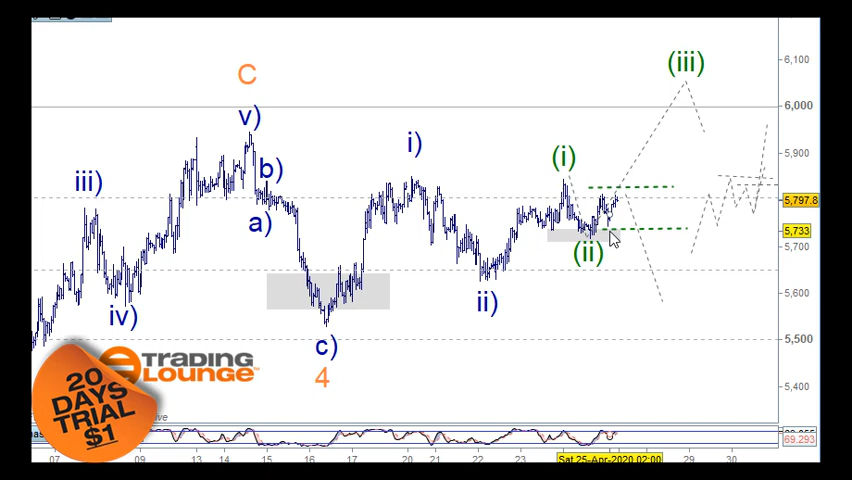 6,100
6,000
5,900
5,797.8
5,733
5,700
5,600
5,500
5,400
69.293
C
v)
b)
iii)
a)
iv)
c)
4
i)
ii)
(i)
(ii)
(iii)
TRADING
LOUNGE
20
DAYS
TRIAL
$1
07
09
13
14
15
16
17
20
21
22
23
Sat 25-Apr-2020 02:00
29
30